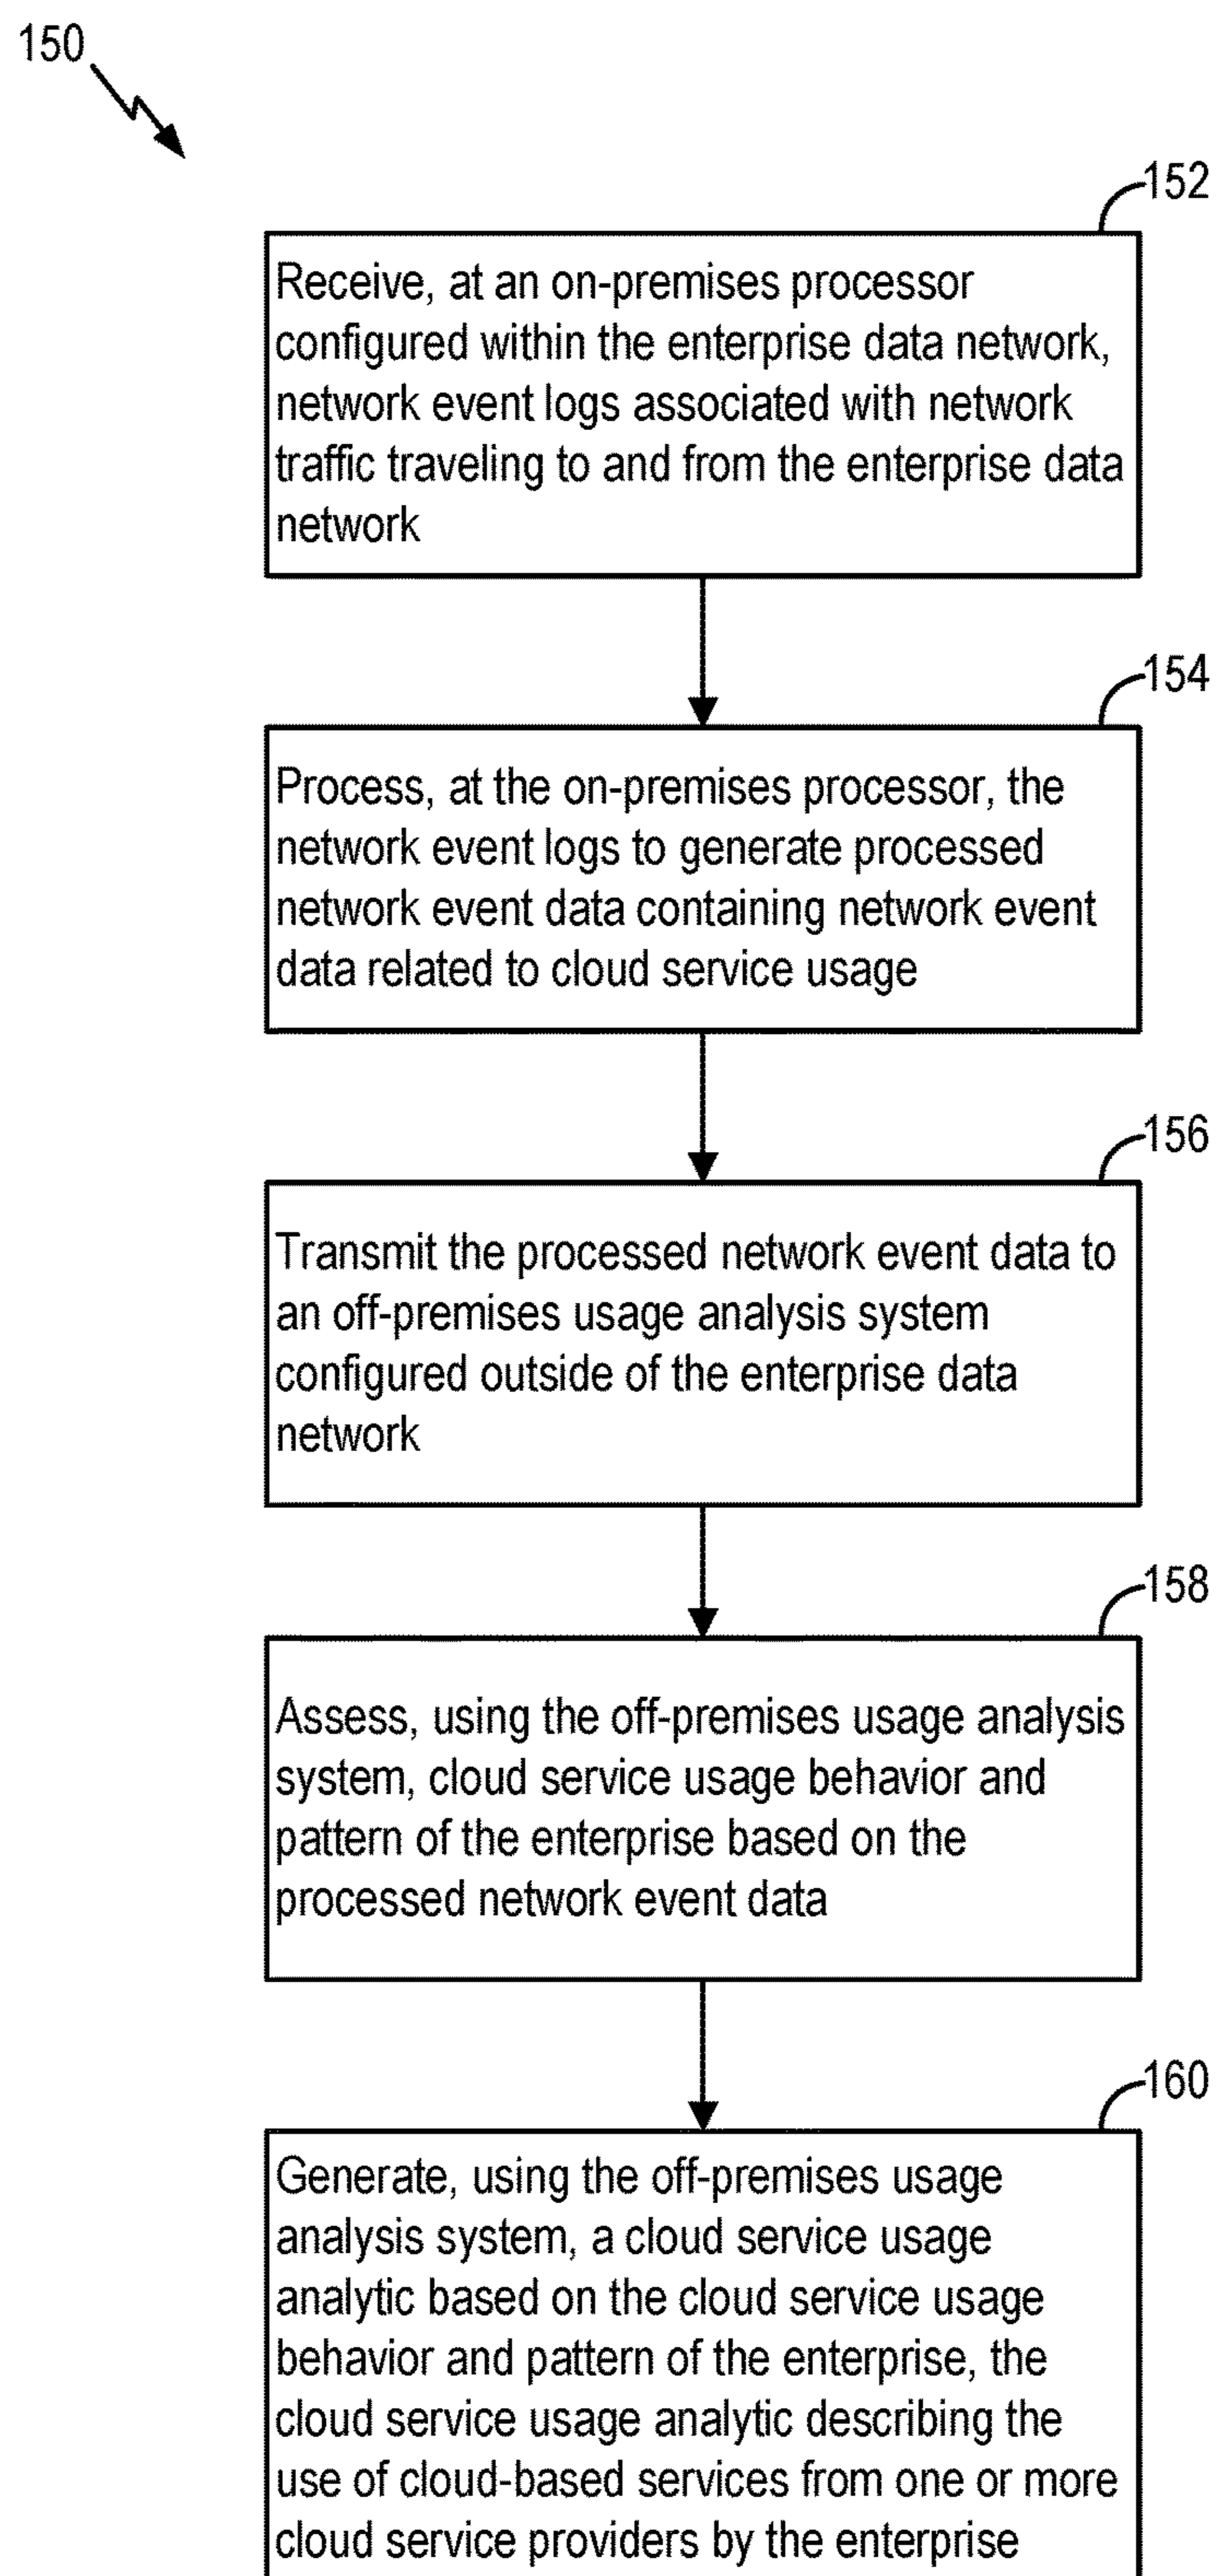 150
152
Receive, at an on-premises processor
configured within the enterprise data network,
network event logs associated with network
traffic traveling to and from the enterprise data
network
154
Process, at the on-premises processor, the
network event logs to generate processed
network event data containing network event
data related to cloud service usage
156
Transmit the processed network event data to
an off-premises usage analysis system
configured outside of the enterprise data
network
158
Assess, using the off-premises usage analysis
system, cloud service usage behavior and
pattern of the enterprise based on the
processed network event data
160
Generate, using the off-premises usage
analysis system, a cloud service usage
analytic based on the cloud service usage
behavior and pattern of the enterprise, the
cloud service usage analytic describing the
use of cloud-based services from one or more
cloud service providers by the enterprise